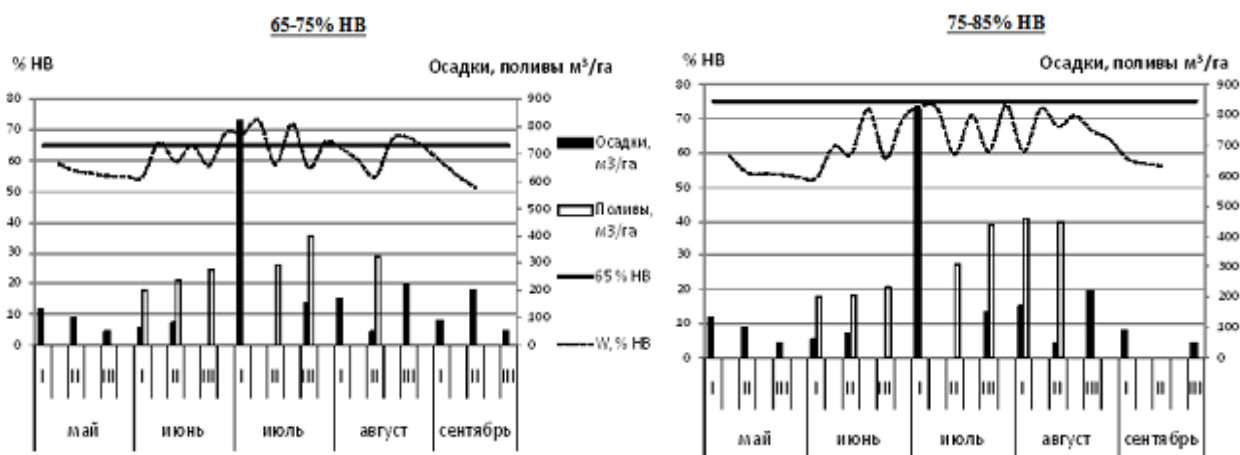 65-75% НВ
% НВ
Осадки, поливы м³/га
80
70
60
50
40
30
20
10
0
900
800
700
600
500
400
300
200
100
0
Осадки,
м3/га
Поливы,
м3/га
65 % НВ
W, % НВ
I II III I II III I II III I II III I II III
май июнь июль август сентябрь
75-85% НВ
% НВ
Осадки, поливы м³/га
80
70
60
50
40
30
20
10
0
900
800
700
600
500
400
300
200
100
0
I II III I II III I II III I II III I II III
май июнь июль август сентябрь